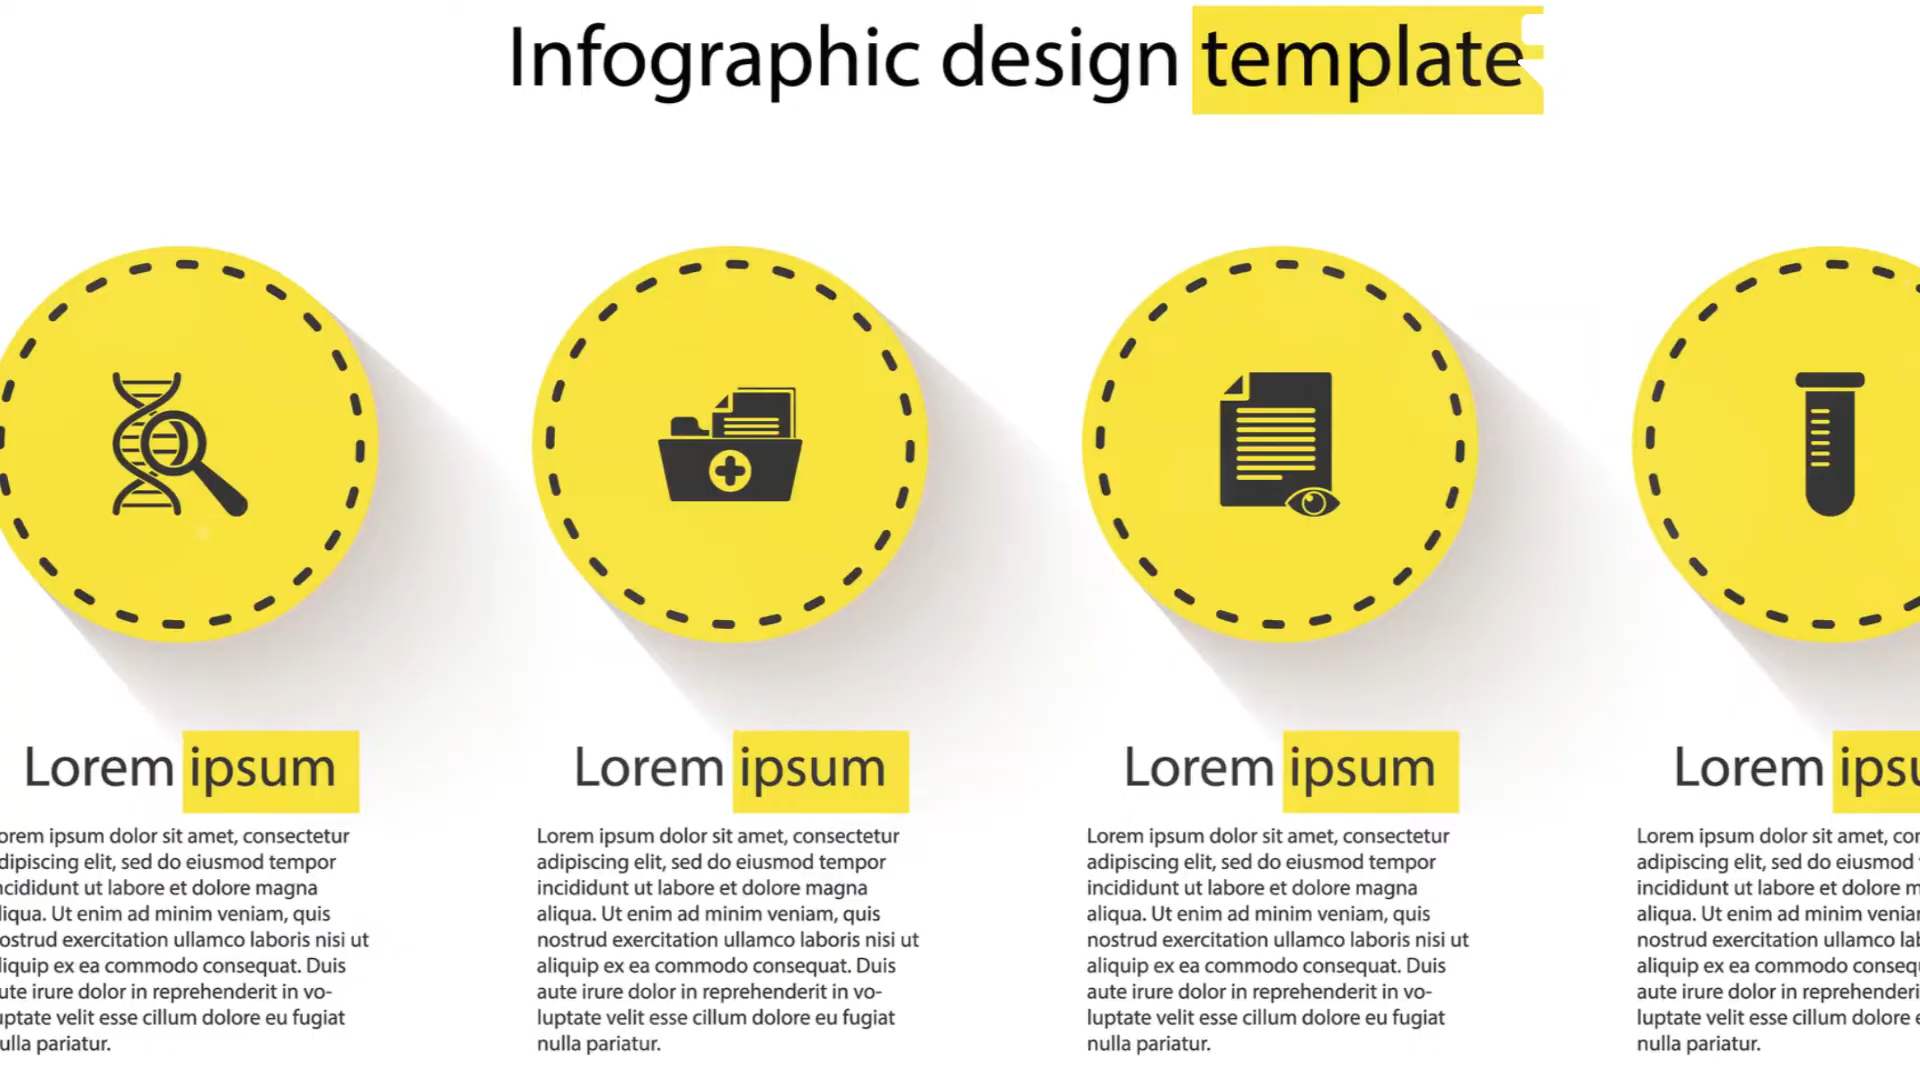 Infographic design template
Lorem ipsum
orem ipsum dolor sit amet, consectetur
dipiscing elit, sed do eiusmod tempor
ncididunt ut labore et dolore magna
liqua. Ut enim ad minim veniam, quis
ostrud exercitation ullamco laboris nisi ut
liquip ex ea commodo consequat. Duis
ute irure dolor in reprehenderit in vo-
uptate velit esse cillum dolore eu fugiat
ulla pariatur.
Lorem ipsum
Lorem ipsum dolor sit amet, consectetur
adipiscing elit, sed do eiusmod tempor
incididunt ut labore et dolore magna
aliqua. Ut enim ad minim veniam, quis
nostrud exercitation ullamco laboris nisi ut
aliquip ex ea commodo consequat. Duis
aute irure dolor in reprehenderit in vo-
luptate velit esse cillum dolore eu fugiat
nulla pariatur.
Lorem ipsum
Lorem ipsum dolor sit amet, consectetur
adipiscing elit, sed do eiusmod tempor
incididunt ut labore et dolore magna
aliqua. Ut enim ad minim veniam, quis
nostrud exercitation ullamco laboris nisi ut
aliquip ex ea commodo consequat. Duis
aute irure dolor in reprehenderit in vo-
luptate velit esse cillum dolore eu fugiat
nulla pariatur.
Lorem ipsu
Lorem ipsum dolor sit amet, con
adipiscing elit, sed do eiusmod
incididunt ut labore et dolore m
aliqua. Ut enim ad minim veniar
nostrud exercitation ullamco lab
aliquip ex ea commodo consequ
aute irure dolor in reprehenderi
luptate velit esse cillum dolore e
nulla pariatur.